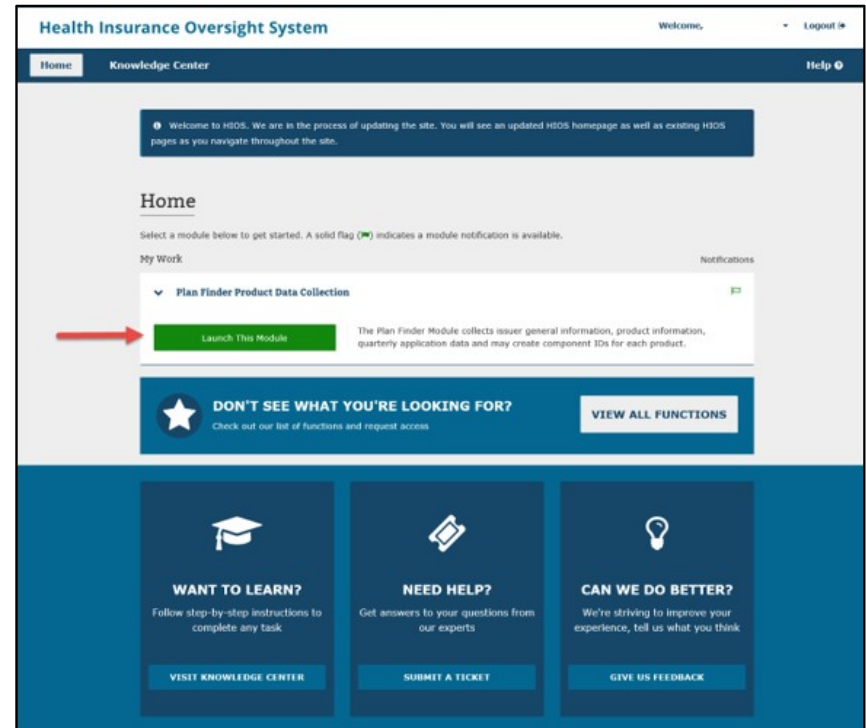 Health Insurance Oversight System
Welcome,
Logout
Home
Knowledge Center
Help
Welcome to HIOS. We are in the process of updating the site. You will see an updated HIOS homepage as well as existing HIOS
pages as you navigate throughout the site.
Home
Select a module below to get started. A solid flag () indicates a module notification is available.
My Work
Notifications
Plan Finder Product Data Collection
Launch This Module
The Plan Finder Module collects issuer general information, product information,
quarterly application data and may create component IDs for each product.
DON'T SEE WHAT YOU'RE LOOKING FOR?
Check out our list of functions and request access
VIEW ALL FUNCTIONS
WANT TO LEARN?
Follow step-by-step instructions to
complete any task
VISIT KNOWLEDGE CENTER
NEED HELP?
Get answers to your questions from
our experts
SUBMIT A TICKET
CAN WE DO BETTER?
We're striving to improve your
experience, tell us what you think
GIVE US FEEDBACK